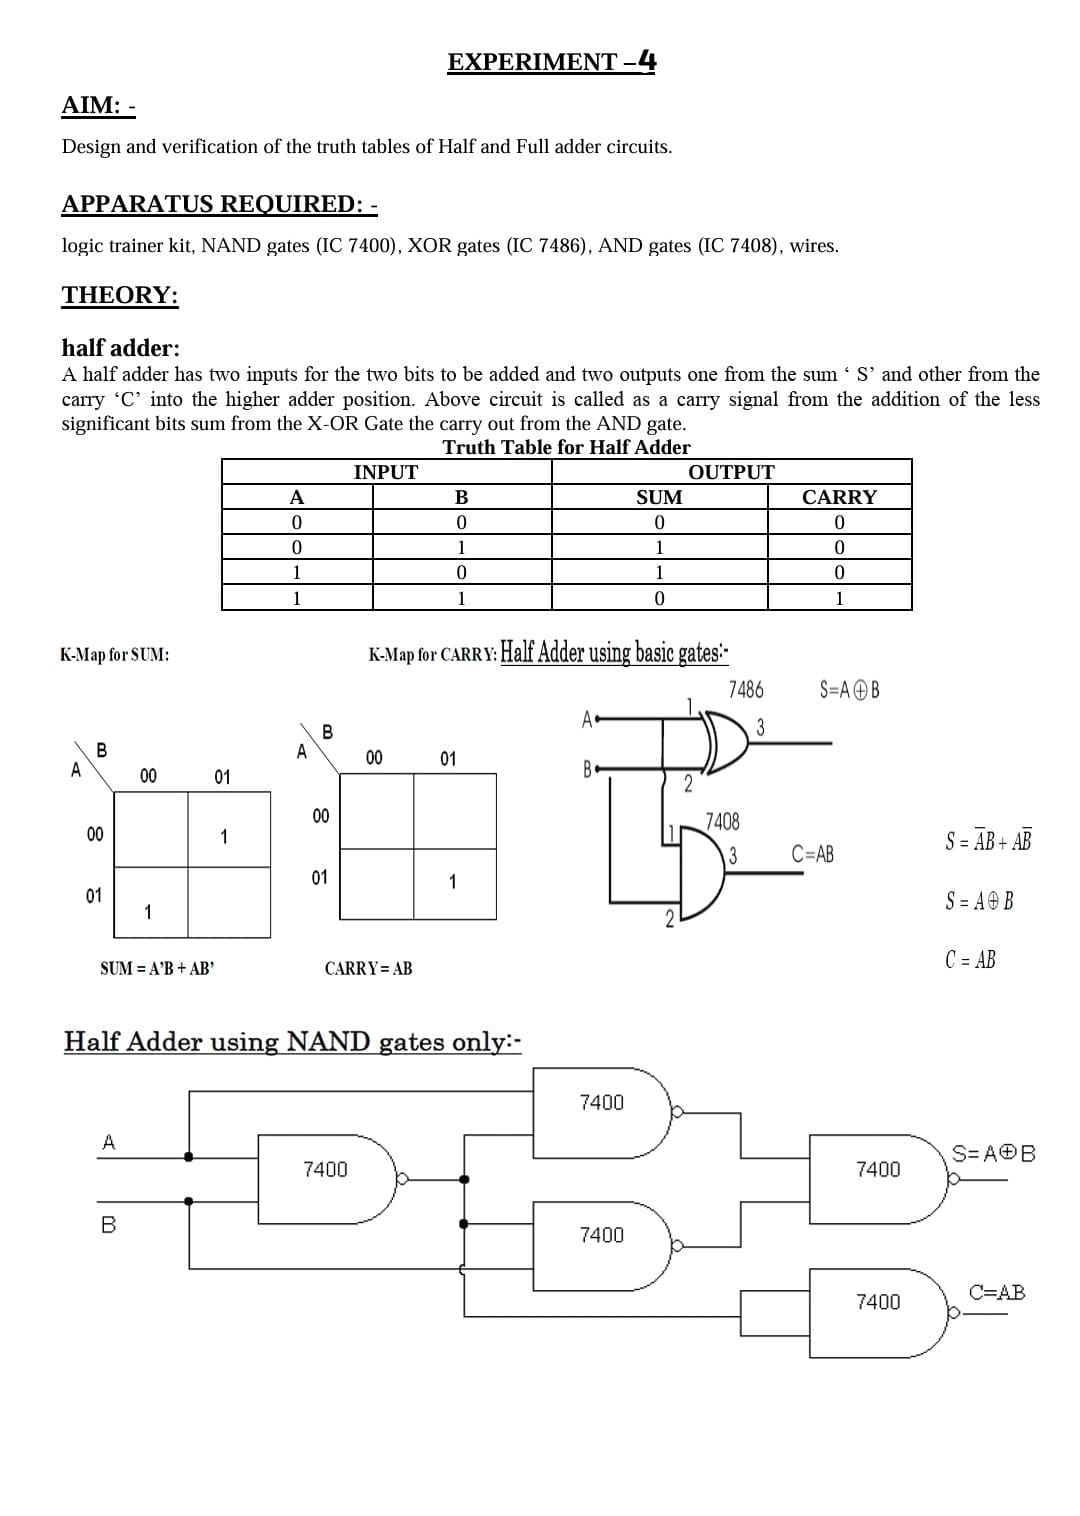 EXPERIMENT –4
AIM: -
Design and verification of the truth tables of Half and Full adder circuits.
APPARATUS REQUIRED: -
logic trainer kit, NAND gates (IC 7400), XOR gates (IC 7486), AND gates (IC 7408), wires.
THEORY:
half adder:
A half adder has two inputs for the two bits to be added and two outputs one from the sum ‘ S’ and other from the
carry ‘C’ into the higher adder position. Above circuit is called as a carry signal from the addition of the less
significant bits sum from the X-OR Gate the carry out from the AND gate.
Truth Table for Half Adder
INPUT OUTPUT
A B SUM CARRY
0 0 0 0
0 1 1 0
1 0 1 0
1 1 0 1
K-Map for SUM:
K-Map for CARRY: Half Adder using basic gates:-
B
A
00 01
00 1
01 1
SUM = A’B + AB’
B
A
00 01
00
01 1
CARRY = AB
7486 S=A⊕B
A 1
3
B
2
7408
1
3 C=AB
2
S = A̅B + AB̅
S = A⊕B
C = AB
Half Adder using NAND gates only:-
7400
A
7400
7400 S=A⊕B
B
7400
7400 C=AB